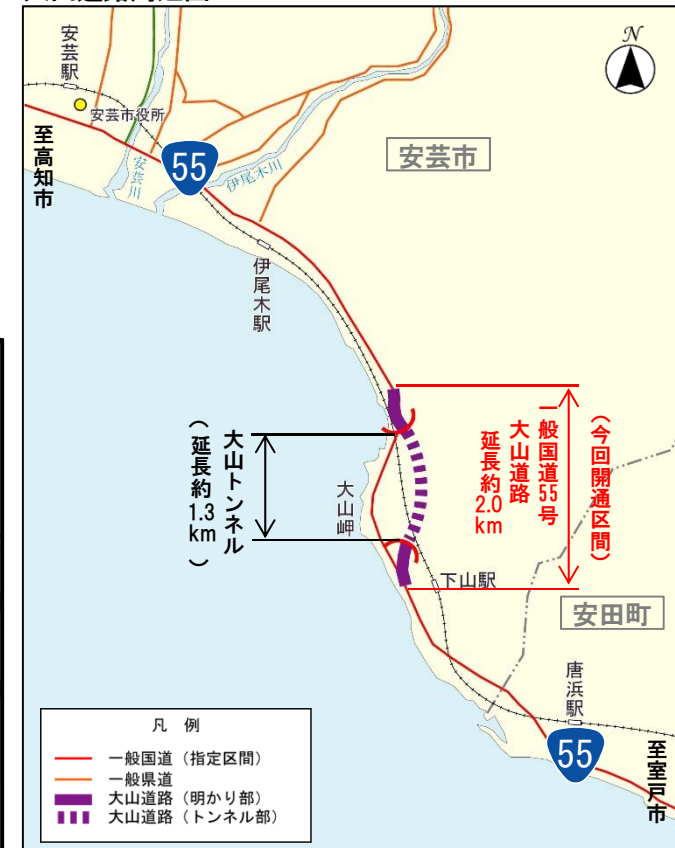 N
安芸駅
安芸市役所
至高知市
55
安芸川
伊尾木川
安芸市
伊尾木駅
(今回開通区間)
一般国道55号
大山道路
延長約2.0km
大山トンネル
(延長約1.3km)
大山岬
下山駅
安田町
唐浜駅
55
至室戸市
凡 例
一般国道(指定区間)
一般県道
大山道路(明かり部)
大山道路(トンネル部)